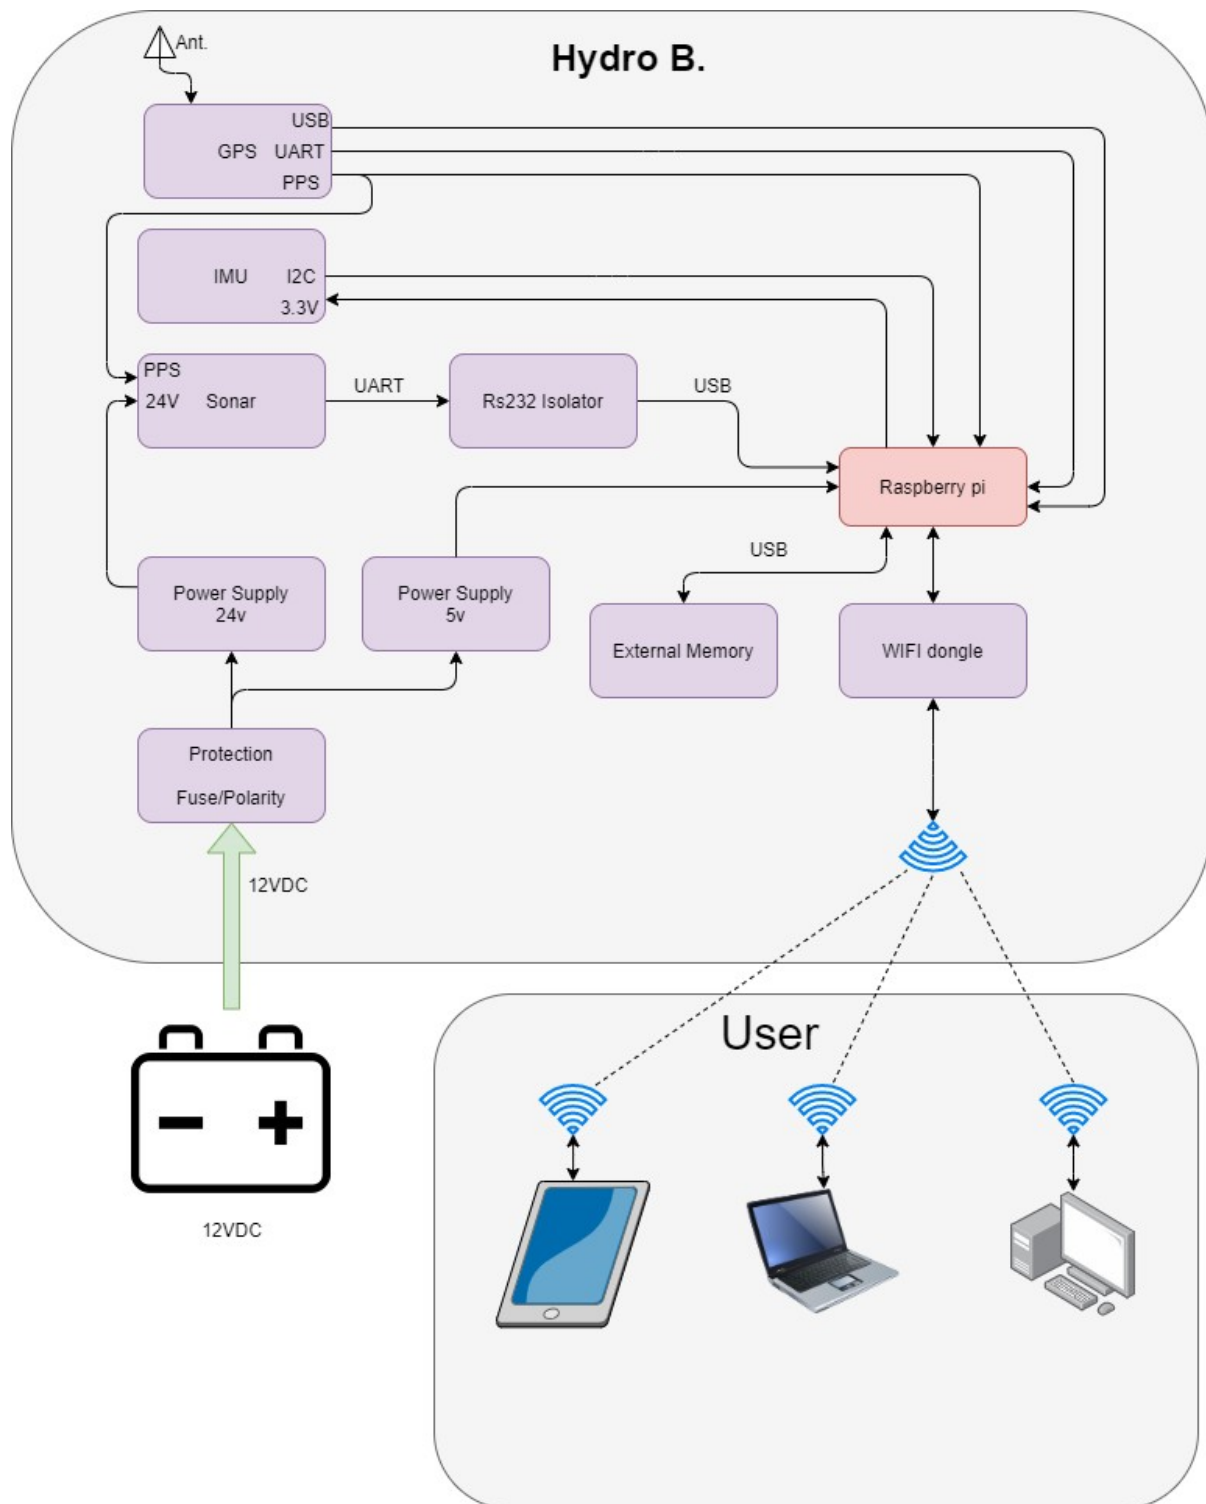 Ant.
Hydro B.
USB
GPS UART
PPS
IMU I2C
3.3V
PPS
24V Sonar
UART
Rs232 Isolator
USB
Raspberry pi
Power Supply
24v
Power Supply
5v
USB
External Memory
WIFI dongle
Protection
Fuse/Polarity
12VDC
12VDC
User